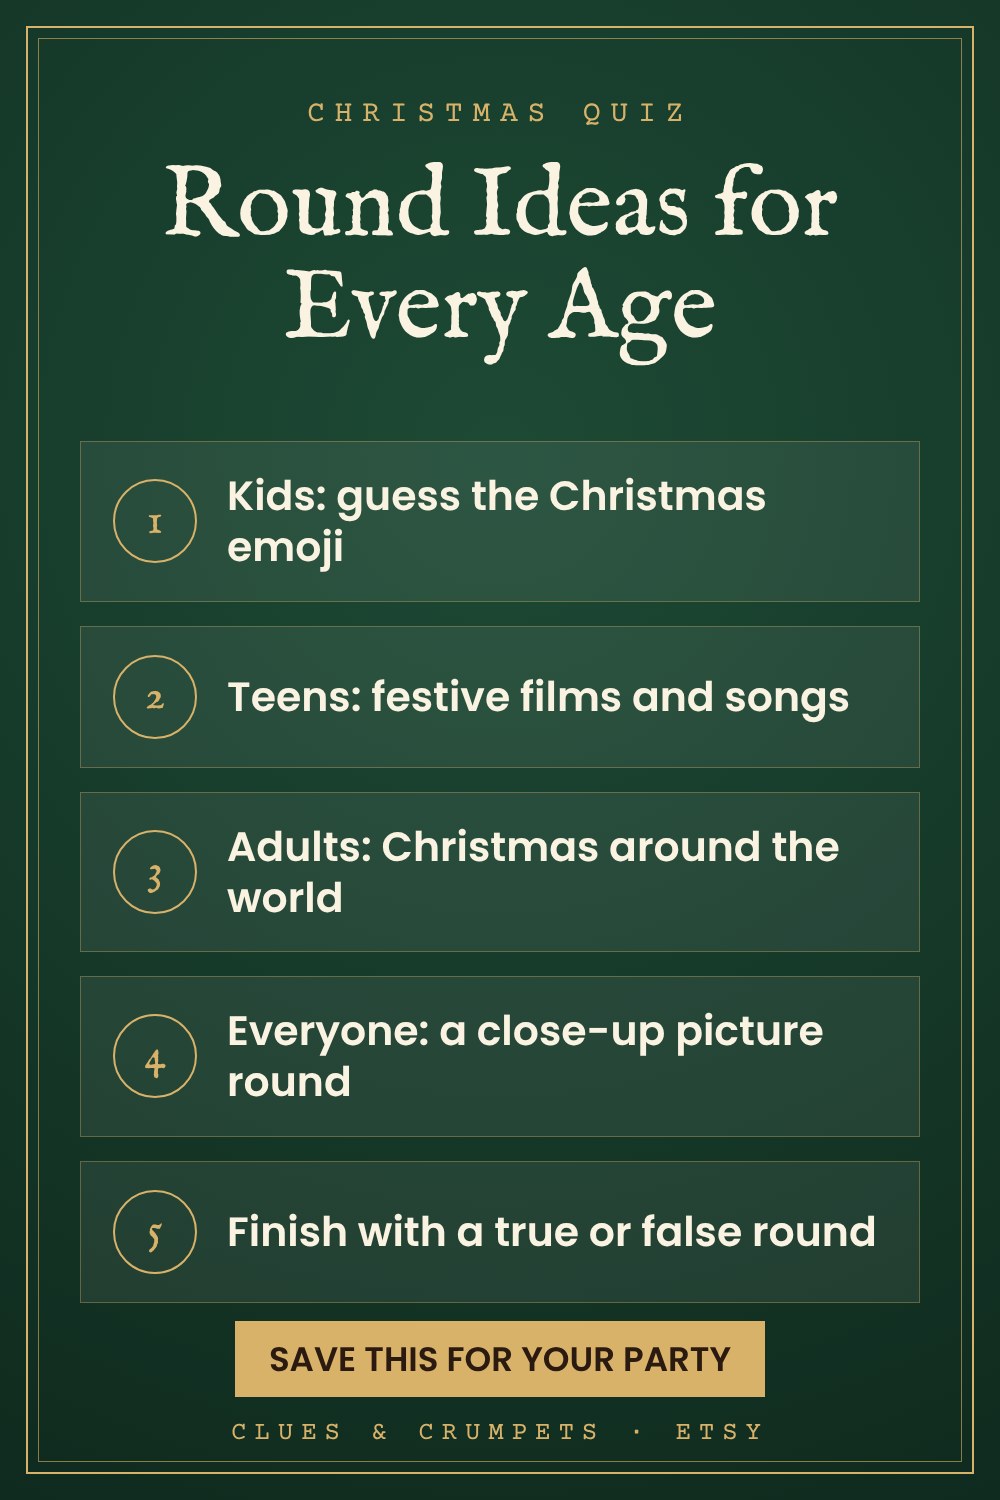 CHRISTMAS QUIZ
Round Ideas for
Every Age
1
Kids: guess the Christmas
emoji
2
Teens: festive films and songs
3
Adults: Christmas around the
world
4
Everyone: a close-up picture
round
5
Finish with a true or false round
SAVE THIS FOR YOUR PARTY
CLUES & CRUMPETS · ETSY